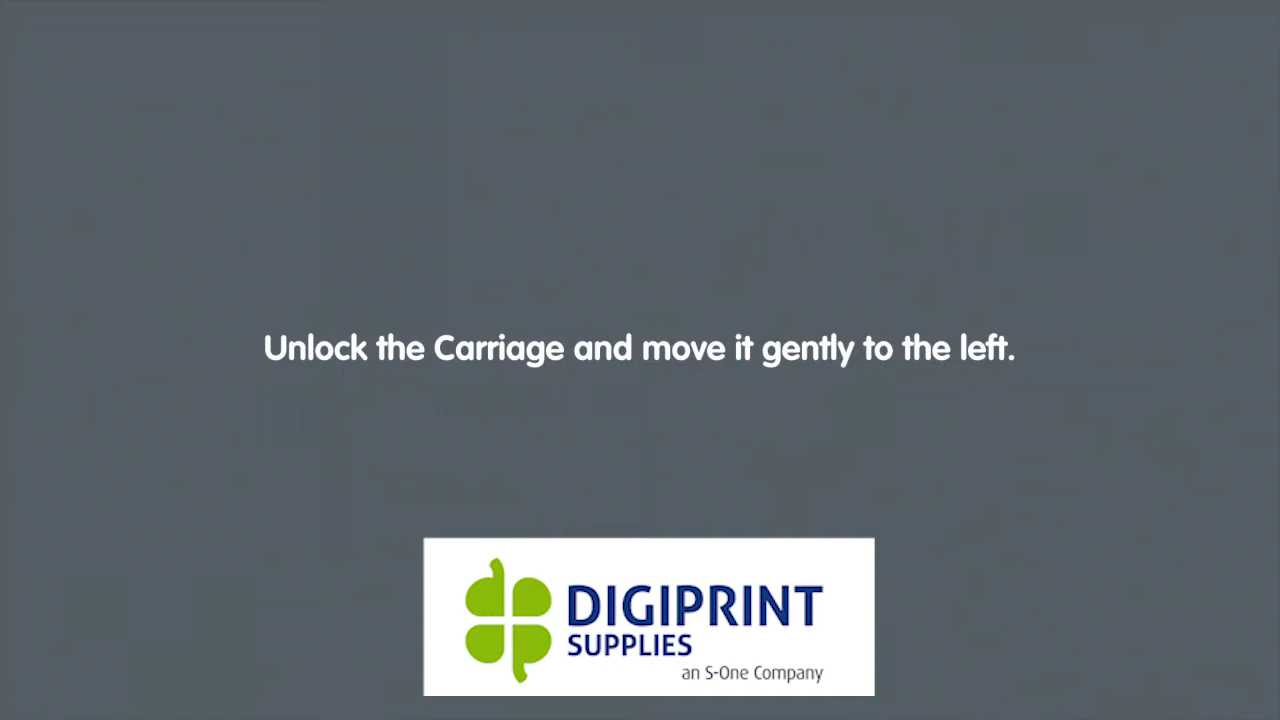 Unlock the Carriage and move it gently to the left.
DIGIPRINT
SUPPLIES
an S-One Company